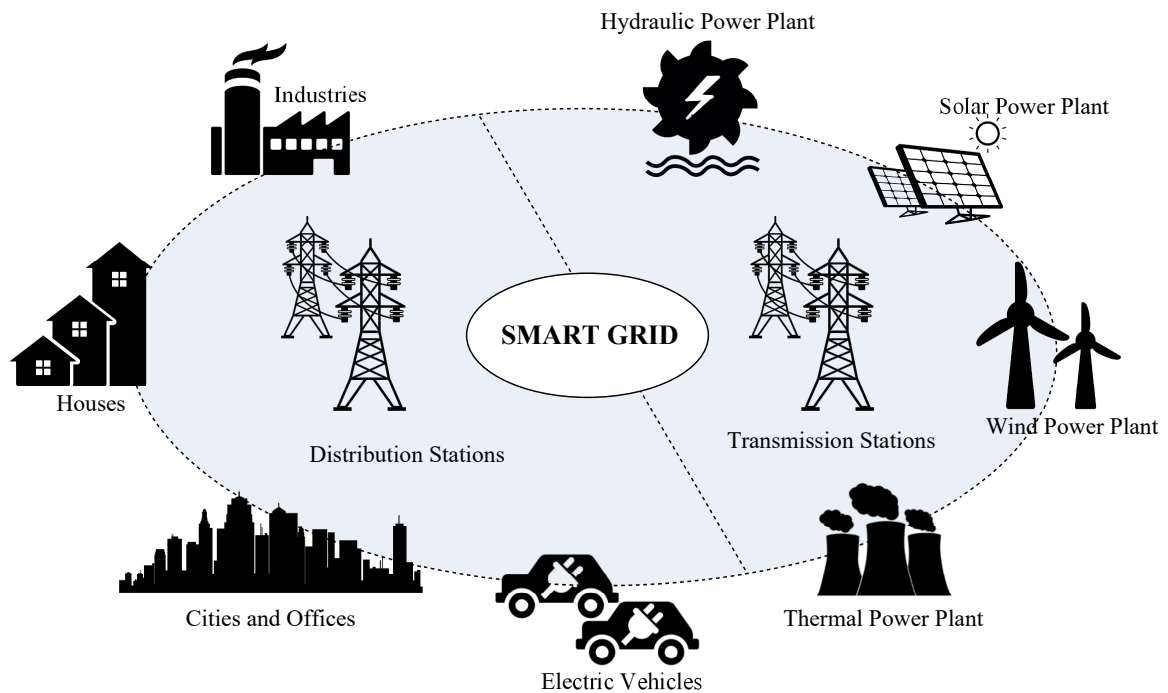 Hydraulic Power Plant
Industries
Solar Power Plant
SMART GRID
Houses
Wind Power Plant
Transmission Stations
Distribution Stations
Cities and Offices
Thermal Power Plant
Electric Vehicles